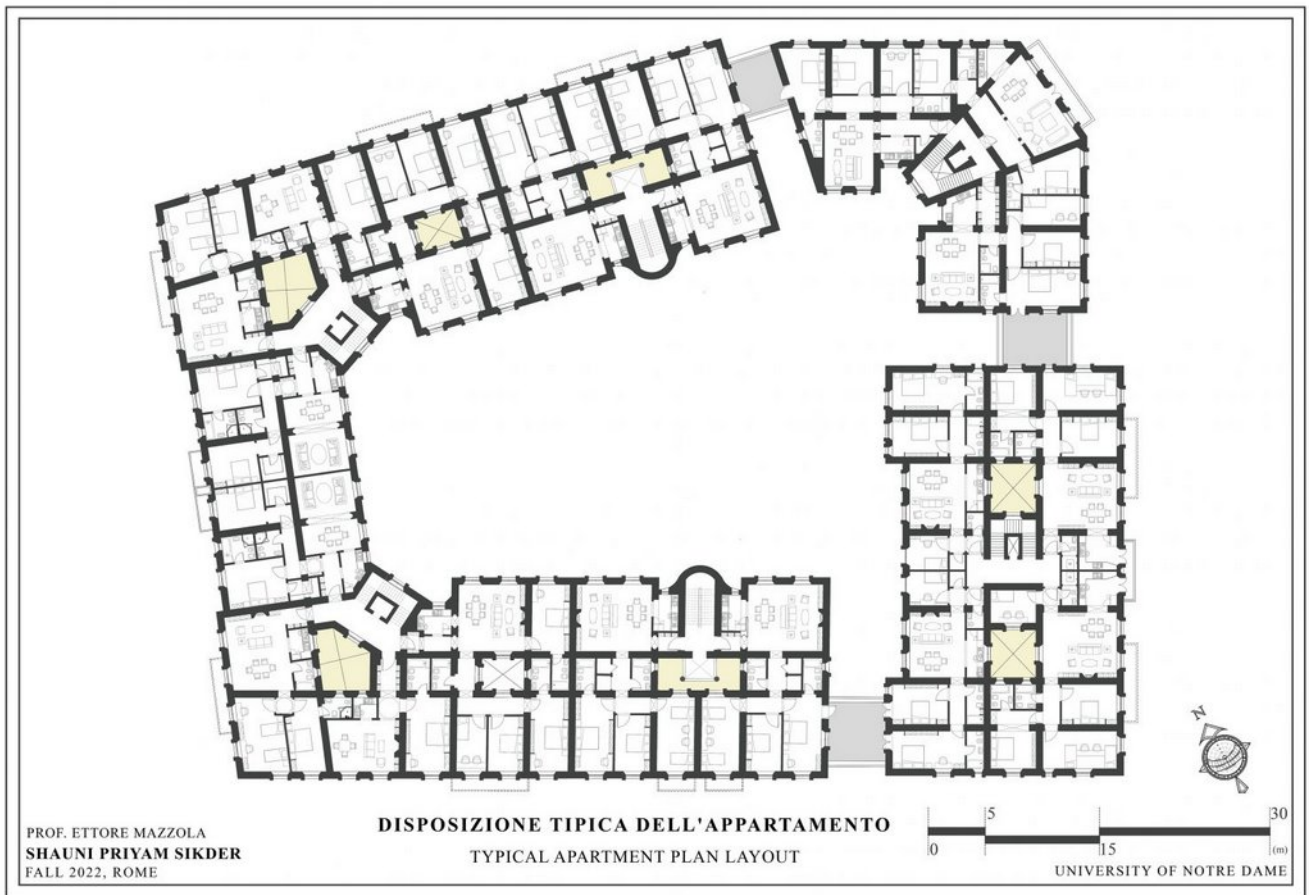 N
DISPOSIZIONE TIPICA DELL'APPARTAMENTO
TYPICAL APARTMENT PLAN LAYOUT
PROF. ETTORE MAZZOLA
SHAUNI PRIYAM SIKDER
FALL 2022, ROME
5 30
0 15 (m)
UNIVERSITY OF NOTRE DAME